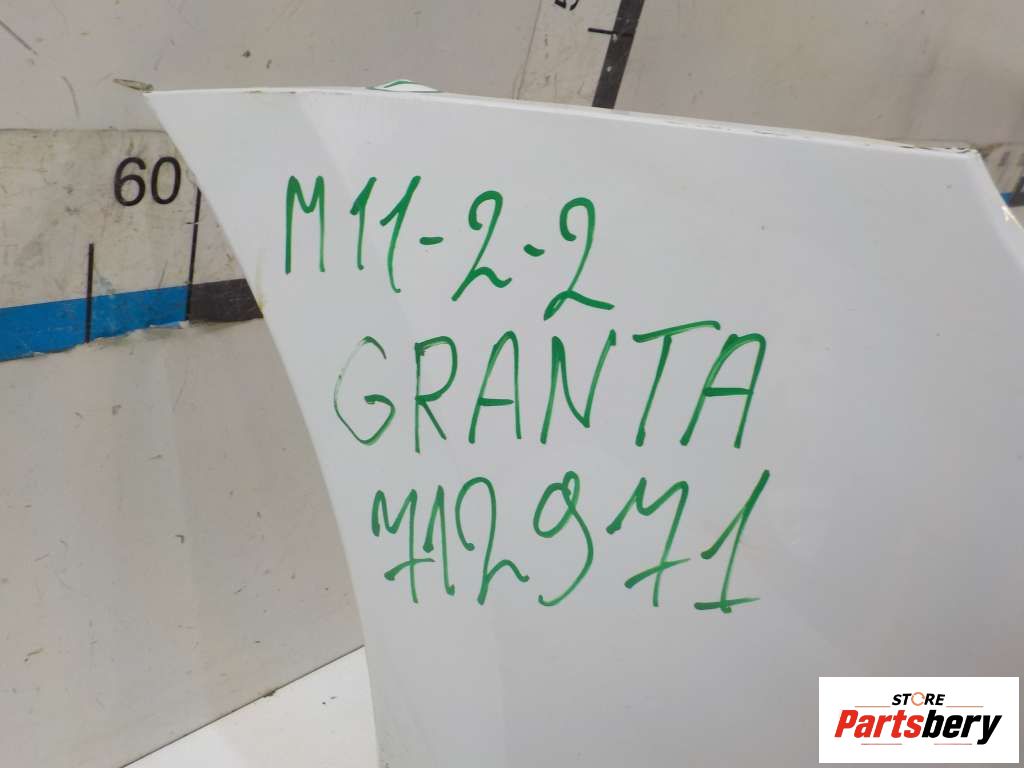 60
M11-2-2
GRANTA
712971
STORE
Partsbery